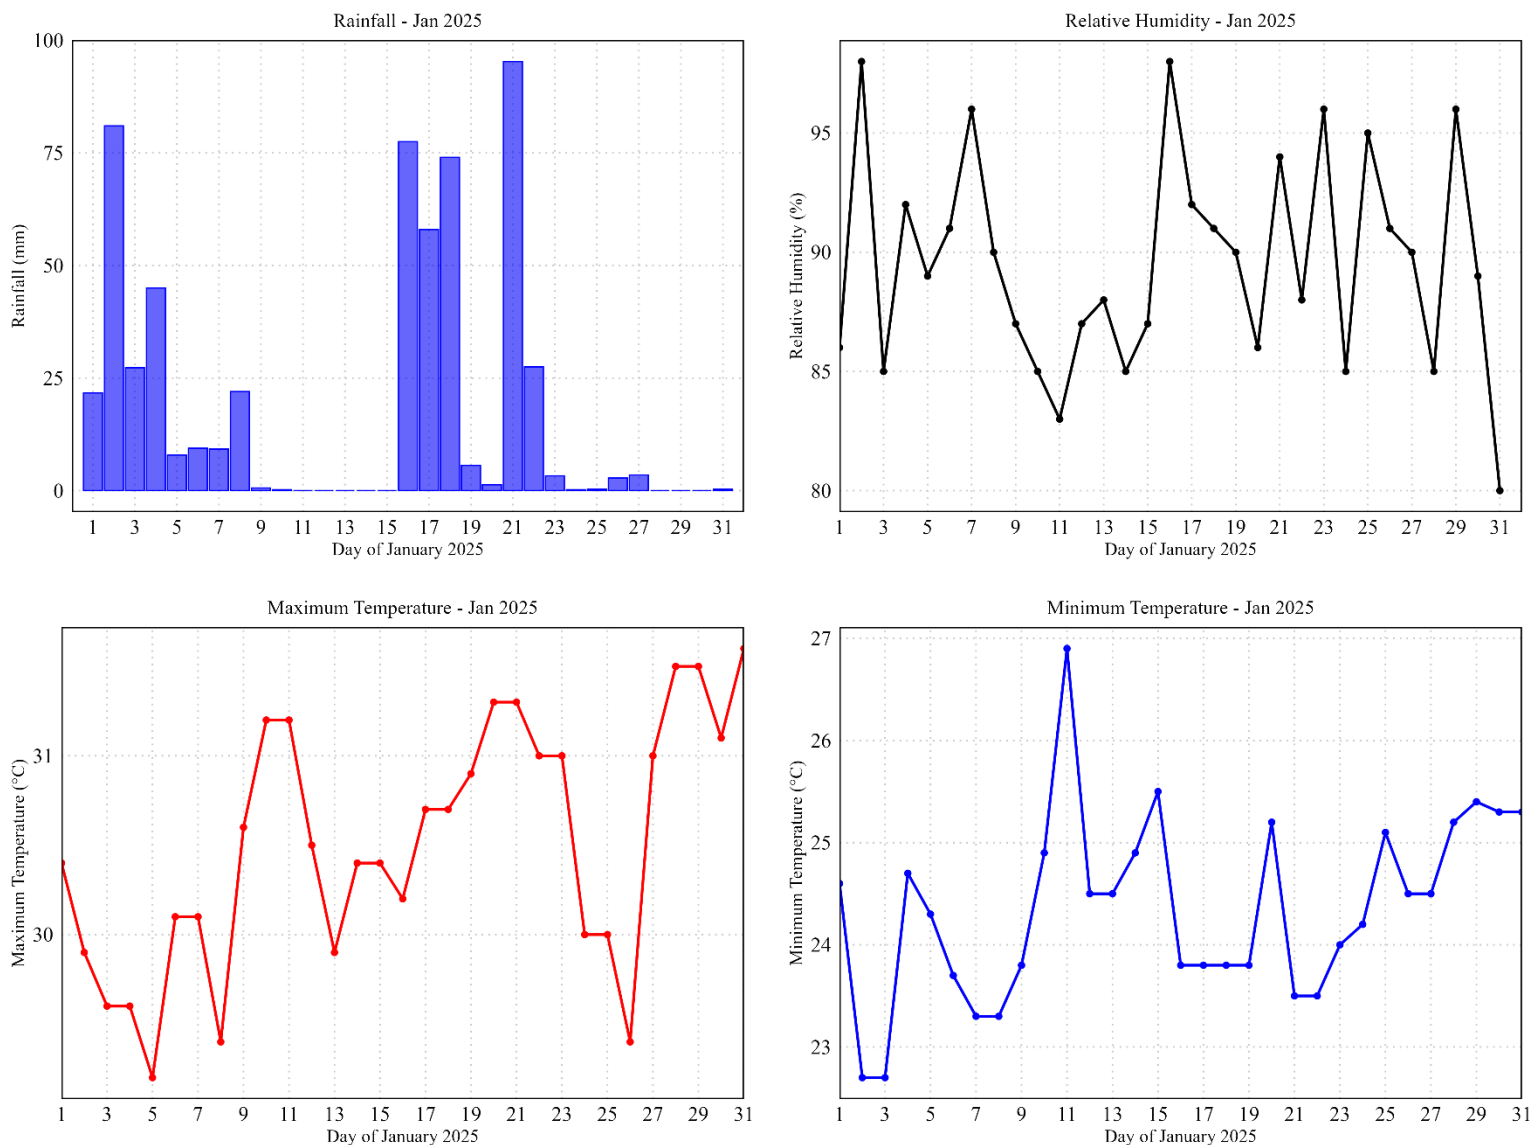 Rainfall - Jan 2025
100
75
50
25
0
Rainfall (mm)
1 3 5 7 9 11 13 15 17 19 21 23 25 27 29 31
Day of January 2025
Relative Humidity - Jan 2025
95
90
85
80
Relative Humidity (%)
1 3 5 7 9 11 13 15 17 19 21 23 25 27 29 31
Day of January 2025
Maximum Temperature - Jan 2025
31
30
Maximum Temperature (°C)
1 3 5 7 9 11 13 15 17 19 21 23 25 27 29 31
Day of January 2025
Minimum Temperature - Jan 2025
27
26
25
24
23
Minimum Temperature (°C)
1 3 5 7 9 11 13 15 17 19 21 23 25 27 29 31
Day of January 2025